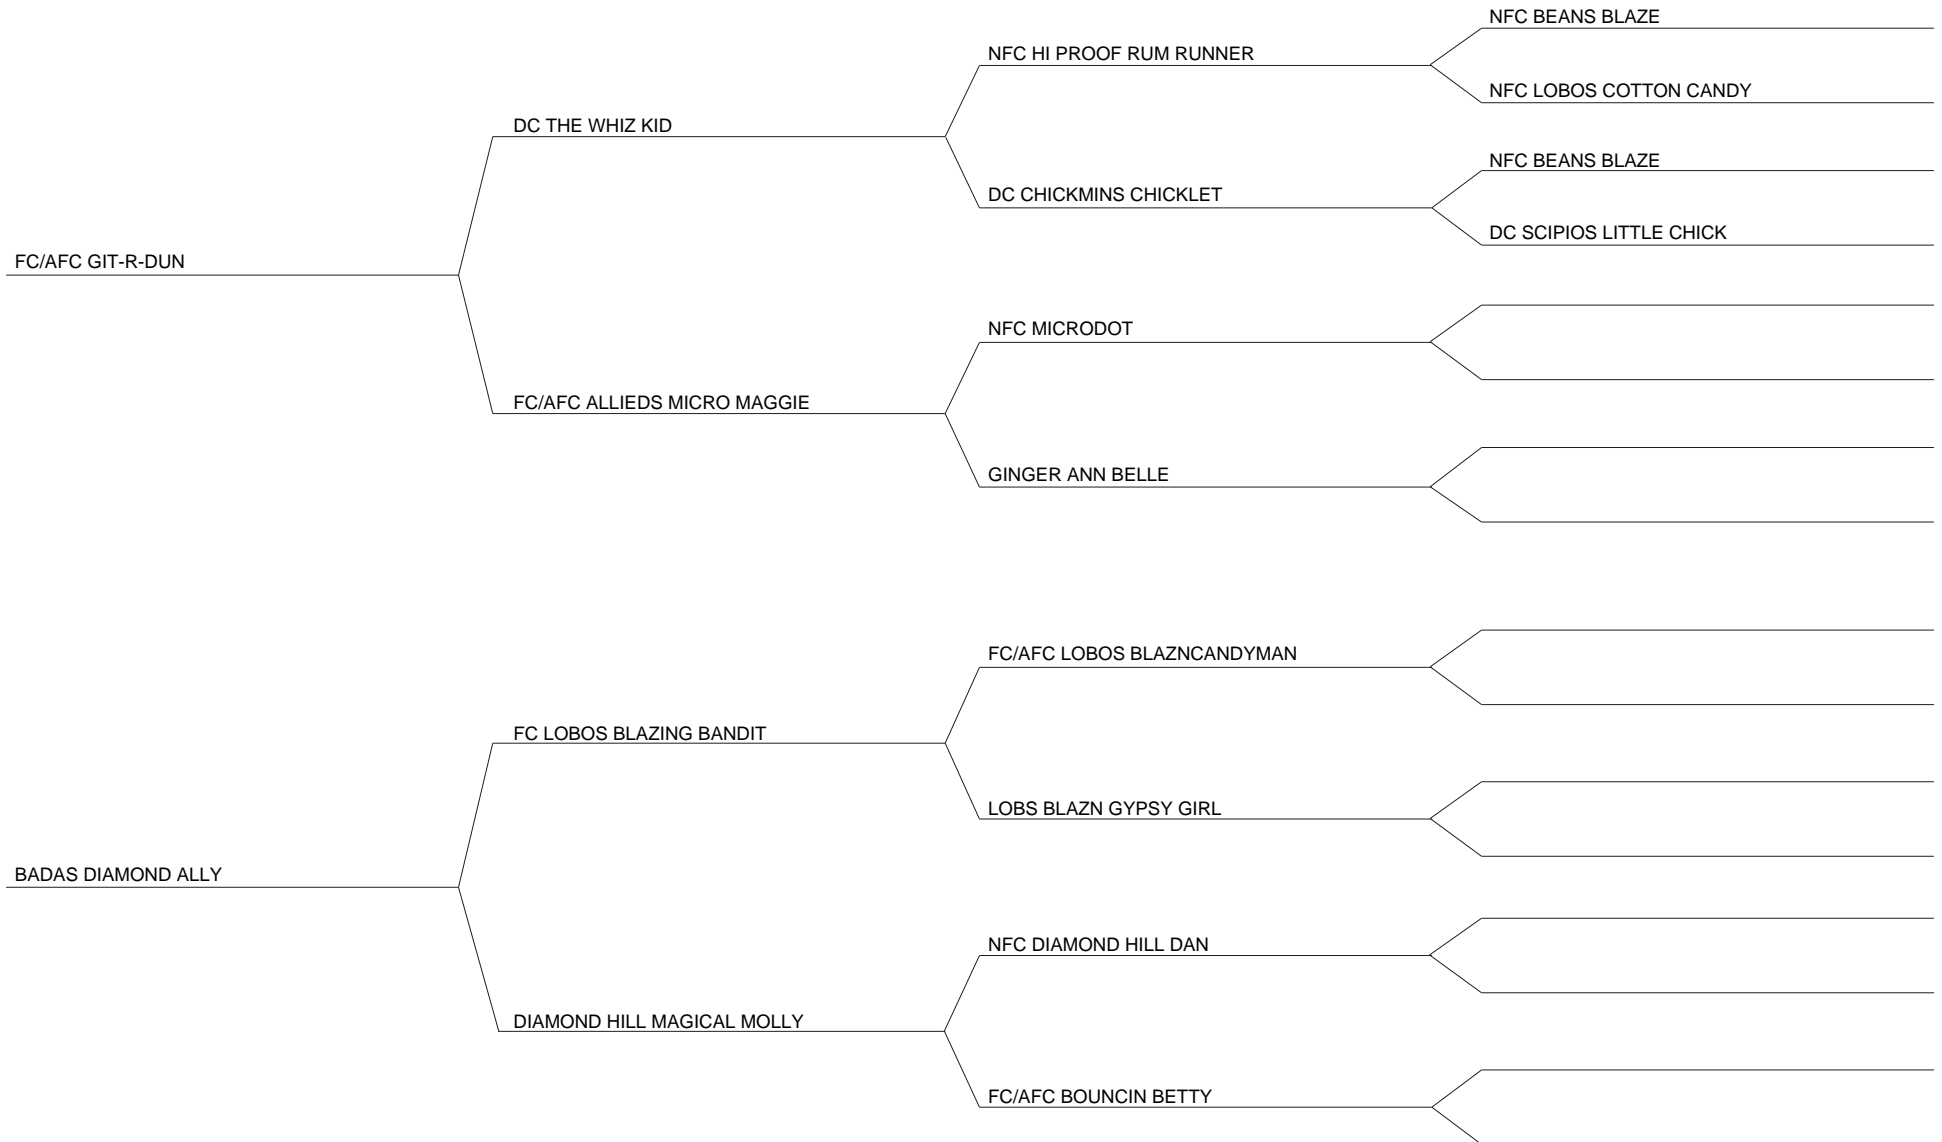 NFC BEANS BLAZE
NFC HI PROOF RUM RUNNER
NFC LOBOS COTTON CANDY
DC THE WHIZ KID
NFC BEANS BLAZE
DC CHICKMINS CHICKLET
DC SCIPIOS LITTLE CHICK
FC/AFC GIT-R-DUN
NFC MICRODOT
FC/AFC ALLIEDS MICRO MAGGIE
GINGER ANN BELLE
FC/AFC LOBOS BLAZNCANDYMAN
FC LOBOS BLAZING BANDIT
LOBS BLAZN GYPSY GIRL
BADAS DIAMOND ALLY
NFC DIAMOND HILL DAN
DIAMOND HILL MAGICAL MOLLY
FC/AFC BOUNCIN BETTY